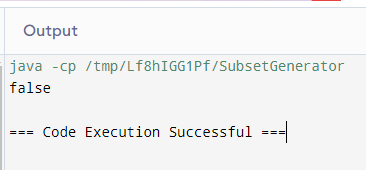 Output
java -cp /tmp/Lf8hIGG1Pf/SubsetGenerator
false
=== Code Execution Successful ===